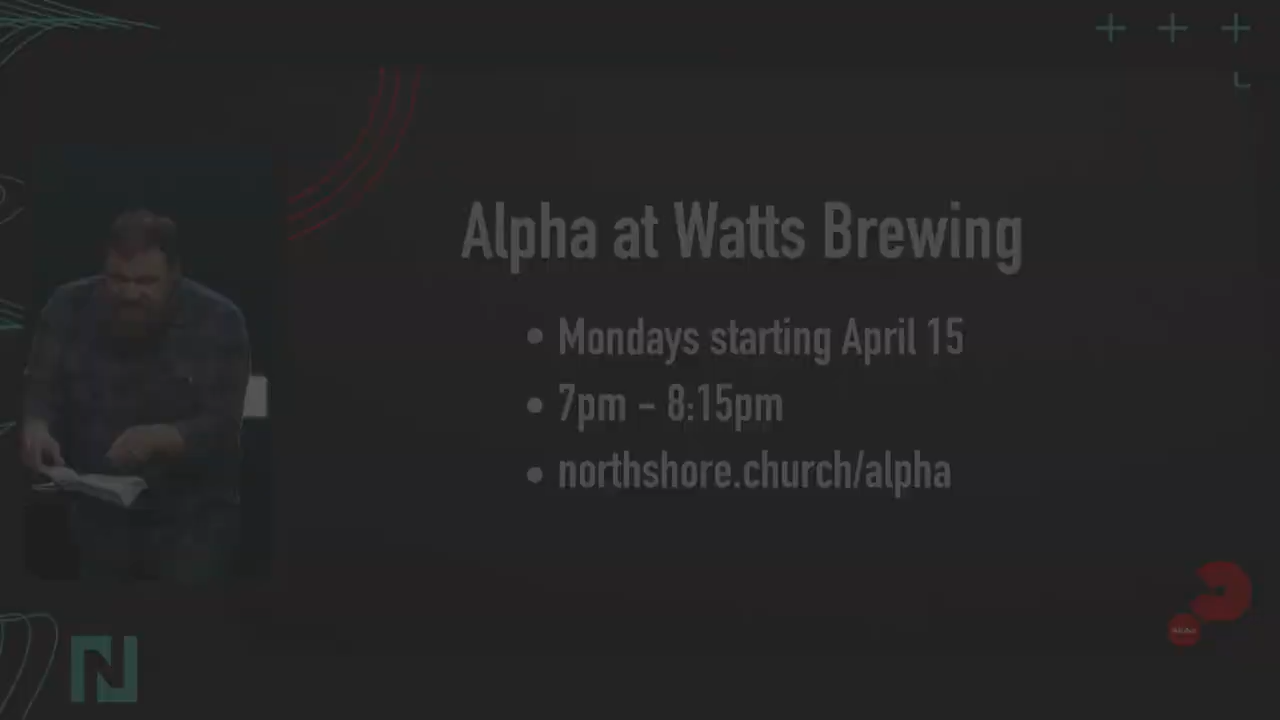 Alpha at Watts Brewing
• Mondays starting April 15
• 7pm – 8:15pm
• northshore.church/alpha
N